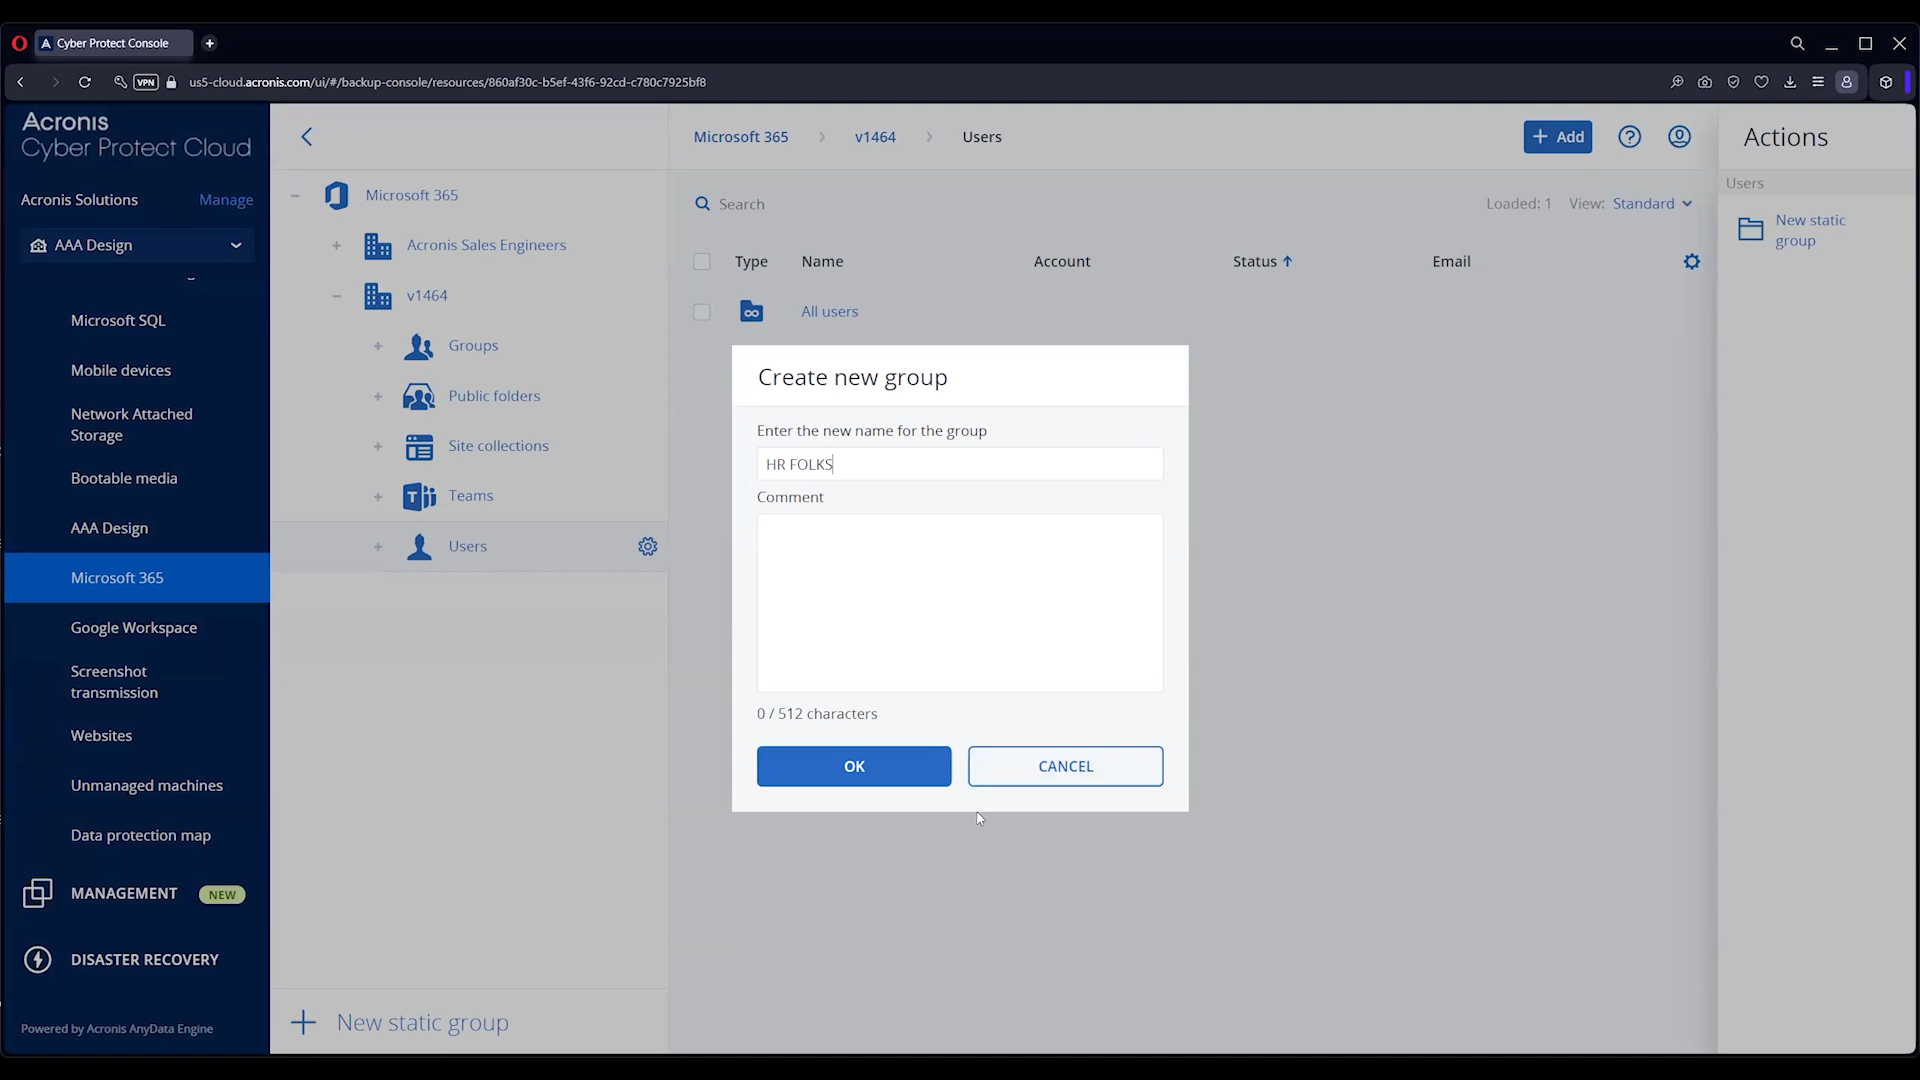 Cyber Protect Console
VPN
us5-cloud.acronis.com/ui/#/backup-console/resources/860af30c-b5ef-43f6-92cd-c780c7925bf8
Acronis
Cyber Protect Cloud
Acronis Solutions
Manage
AAA Design
Microsoft SQL
Mobile devices
Network Attached
Storage
Bootable media
AAA Design
Microsoft 365
Google Workspace
Screenshot
transmission
Websites
Unmanaged machines
Data protection map
MANAGEMENT
NEW
DISASTER RECOVERY
Powered by Acronis AnyData Engine
Microsoft 365
Acronis Sales Engineers
v1464
Groups
Public folders
Site collections
Teams
Users
New static group
Microsoft 365
v1464
Users
Add
Search
Loaded: 1
View: Standard
Type
Name
Account
Status
Email
All users
Create new group
Enter the new name for the group
HR FOLKS
Comment
0 / 512 characters
OK
CANCEL
Actions
Users
New static
group